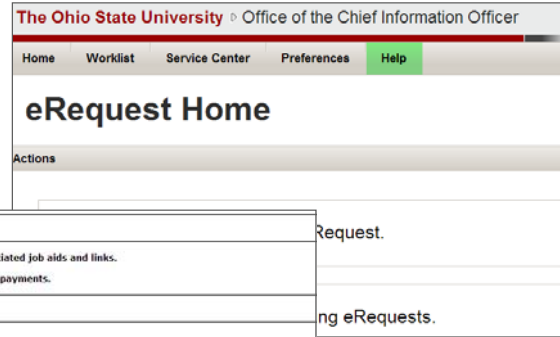 The Ohio State University ▷ Office of the Chief Information Officer
Home Worklist Service Center Preferences Help
eRequest Home
Actions
Request.
iated job aids and links.
payments.
ng eRequests.